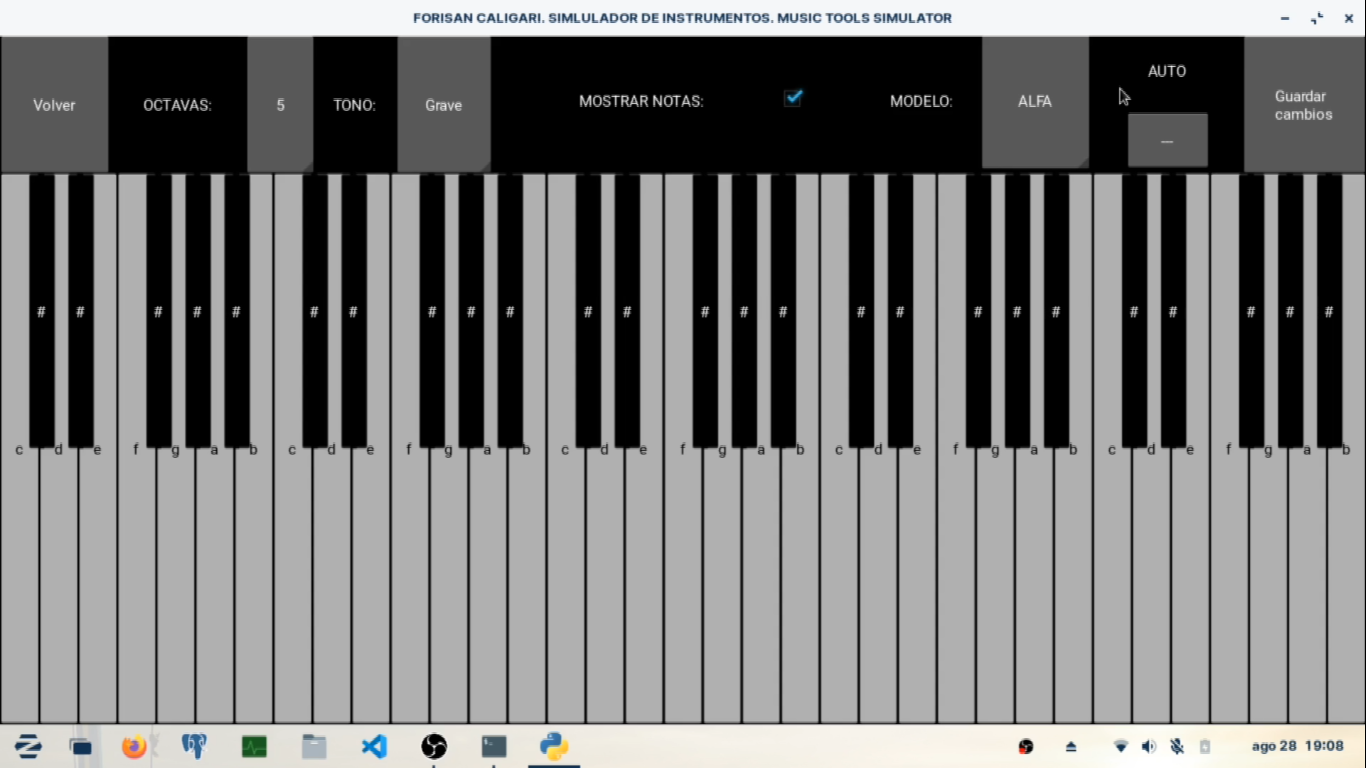 FORISAN CALIGARI. SIMLULADOR DE INSTRUMENTOS. MUSIC TOOLS SIMULATOR
Volver
OCTAVAS:
5
TONO:
Grave
MOSTRAR NOTAS:
MODELO:
ALFA
AUTO
---
Guardar
cambios
# # # # # # # # # # # # # # # # # # # # # # # # #
c d e f g a b c d e f g a b c d e f g a b c d e f g a b c d e f g a b
ago 28 19:08